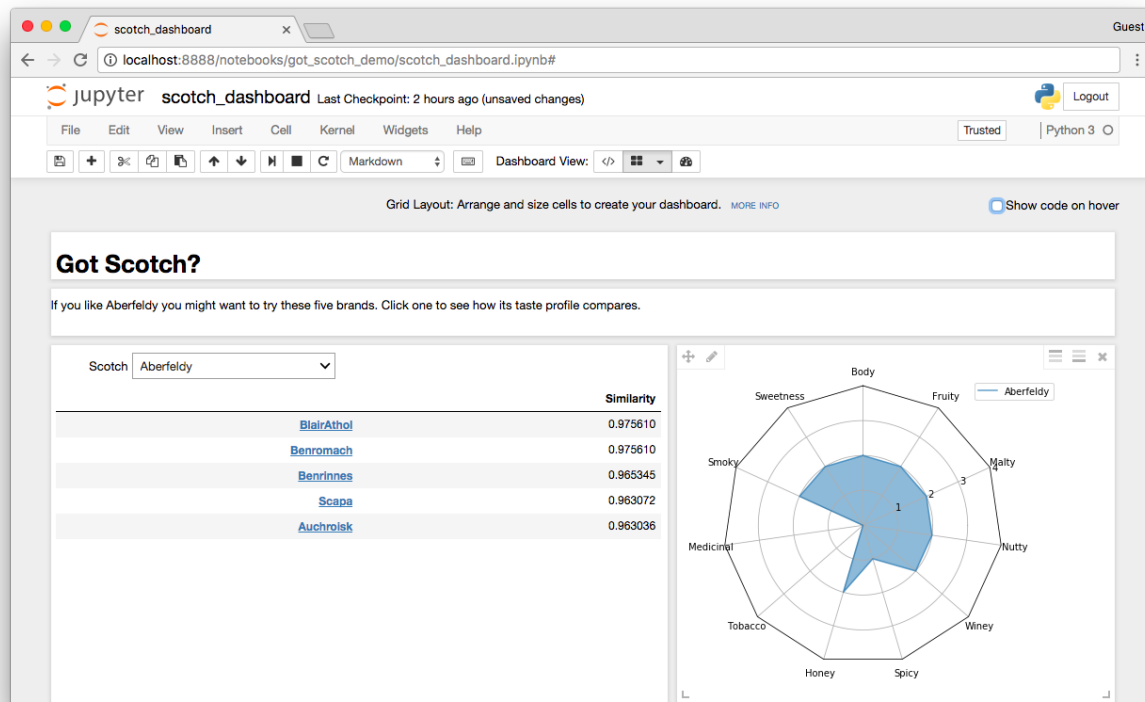 scotch_dashboard
Guest
localhost:8888/notebooks/got_scotch_demo/scotch_dashboard.ipynb#
jupyter scotch_dashboard Last Checkpoint: 2 hours ago (unsaved changes)
Logout
File Edit View Insert Cell Kernel Widgets Help
Trusted Python 3
Markdown Dashboard View:
Grid Layout: Arrange and size cells to create your dashboard. MORE INFO
Show code on hover
Got Scotch?
If you like Aberfeldy you might want to try these five brands. Click one to see how its taste profile compares.
Scotch Aberfeldy
Similarity
BlairAthol 0.975610
Benromach 0.975610
Benrinnes 0.965345
Scapa 0.963072
Auchroisk 0.963036
Body
Aberfeldy
Sweetness Fruity
Smoky Malty
4
3
2
1
Medicinal Nutty
Tobacco Winey
Honey Spicy